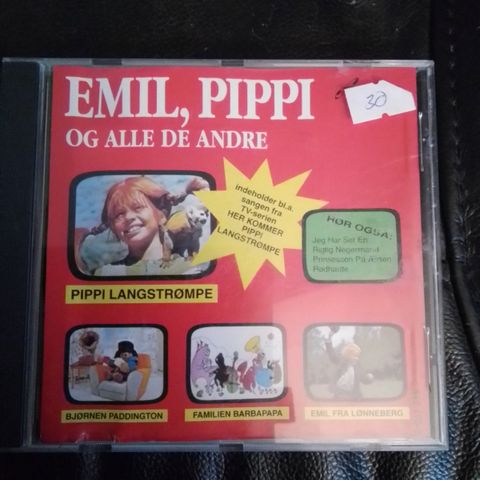 EMIL, PIPPI
OG ALLE DE ANDRE
30
indeholder bl.a.
sangen fra
TV-serien
HER KOMMER
PIPPI
LANGSTRØMPE
HØR OGSÅ:
Jeg Har Set En
Rigtig Negermand
Prinsessen På Ærten
Rødhætte
PIPPI LANGSTRØMPE
BJØRNEN PADDINGTON
FAMILIEN BARBAPAPA
EMIL FRA LØNNEBERG